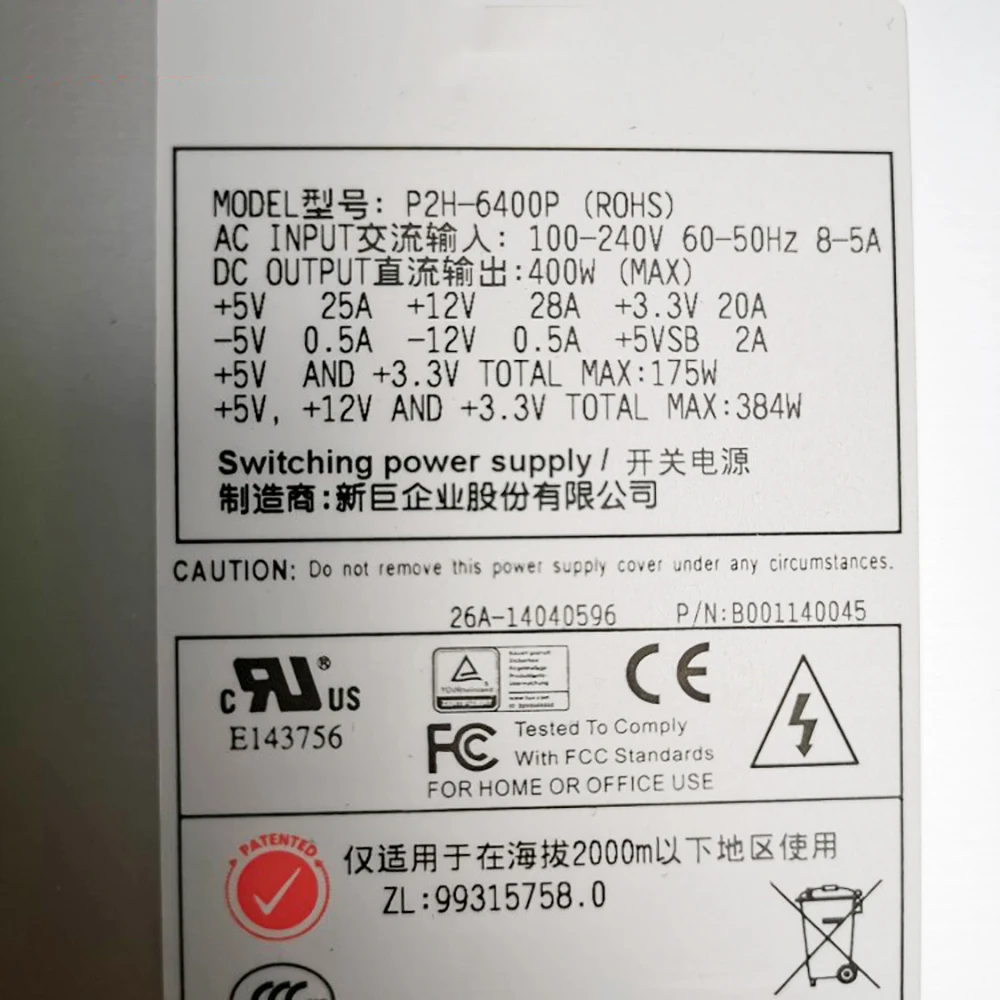 MODEL型号: P2H-6400P (ROHS)
AC INPUT交流输入: 100-240V 60-50Hz 8-5A
DC OUTPUT直流输出:400W (MAX)
+5V 25A +12V 28A +3.3V 20A
-5V 0.5A -12V 0.5A +5VSB 2A
+5V AND +3.3V TOTAL MAX:175W
+5V, +12V AND +3.3V TOTAL MAX:384W
Switching power supply / 开关电源
制造商:新巨企业股份有限公司
CAUTION: Do not remove this power supply cover under any circumstances.
26A-14040596 P/N:B001140045
c RU ® US
E143756
TÜVRheinland
CE
FC Tested To Comply
With FCC Standards
FOR HOME OR OFFICE USE
PATENTED
仅适用于在海拔2000m以下地区使用
ZL:99315758.0
CCC